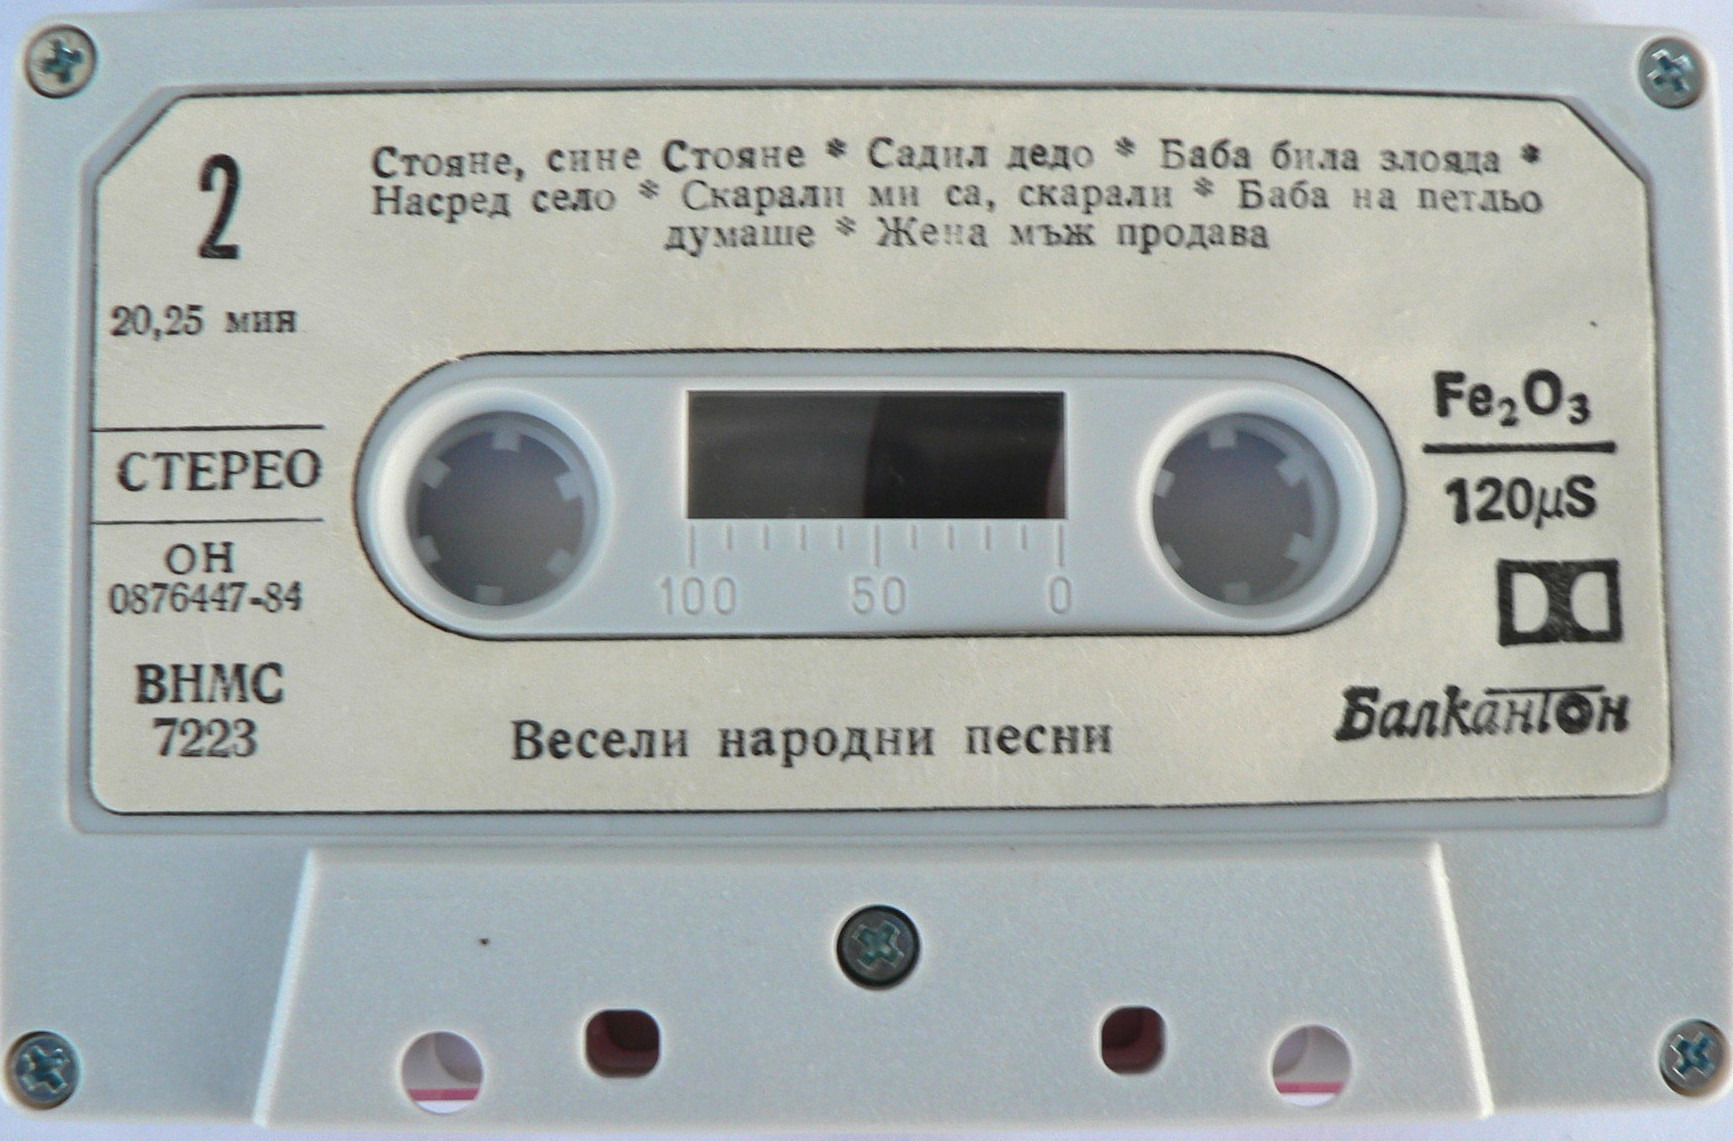 2
Стояне, сине Стояне * Садил дедо * Баба била злояда *
Насред село * Скарали ми са, скарали * Баба на петльо
думаше * Жена мъж продава
20,25 мин
СТЕРЕО
ОН
0876447-84
ВНМС
7223
100 50 0
Fe₂O₃
120µS
Балкантон
Весели народни песни